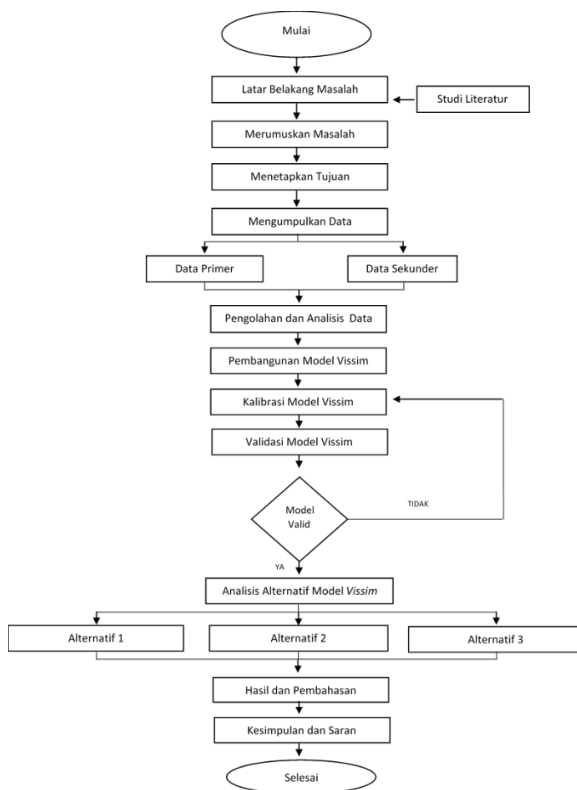 Mulai
Latar Belakang Masalah
Studi Literatur
Merumuskan Masalah
Menetapkan Tujuan
Mengumpulkan Data
Data Primer
Data Sekunder
Pengolahan dan Analisis Data
Pembangunan Model Vissim
Kalibrasi Model Vissim
Validasi Model Vissim
Model
Valid
TIDAK
YA
Analisis Alternatif Model Vissim
Alternatif 1
Alternatif 2
Alternatif 3
Hasil dan Pembahasan
Kesimpulan dan Saran
Selesai